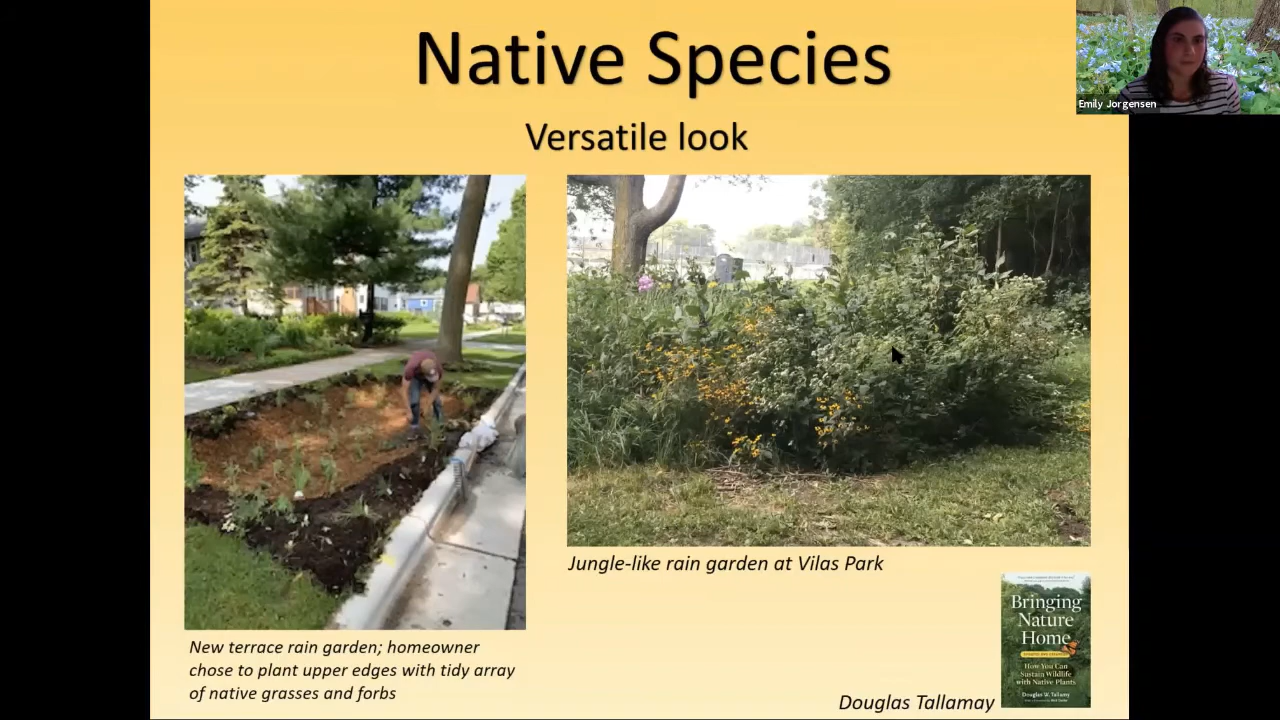 Native Species
Emily Jorgensen
Versatile look
Jungle-like rain garden at Vilas Park
New terrace rain garden; homeowner
chose to plant upper edges with tidy array
of native grasses and forbs
Douglas Tallamay
Bringing
Nature
Home
How You Can
Sustain Wildlife
with Native Plants
Douglas W. Tallamy